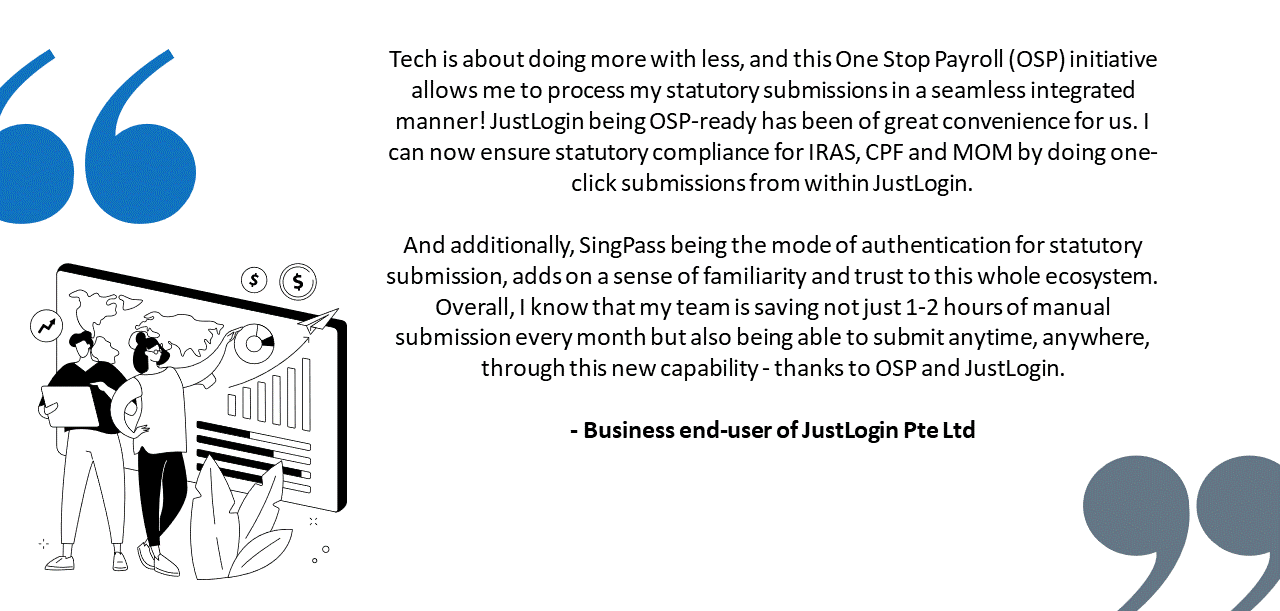 Tech is about doing more with less, and this One Stop Payroll (OSP) initiative
allows me to process my statutory submissions in a seamless integrated
manner! JustLogin being OSP-ready has been of great convenience for us. I
can now ensure statutory compliance for IRAS, CPF and MOM by doing one-
click submissions from within JustLogin.
And additionally, SingPass being the mode of authentication for statutory
submission, adds on a sense of familiarity and trust to this whole ecosystem.
Overall, I know that my team is saving not just 1-2 hours of manual
submission every month but also being able to submit anytime, anywhere,
through this new capability - thanks to OSP and JustLogin.
- Business end-user of JustLogin Pte Ltd